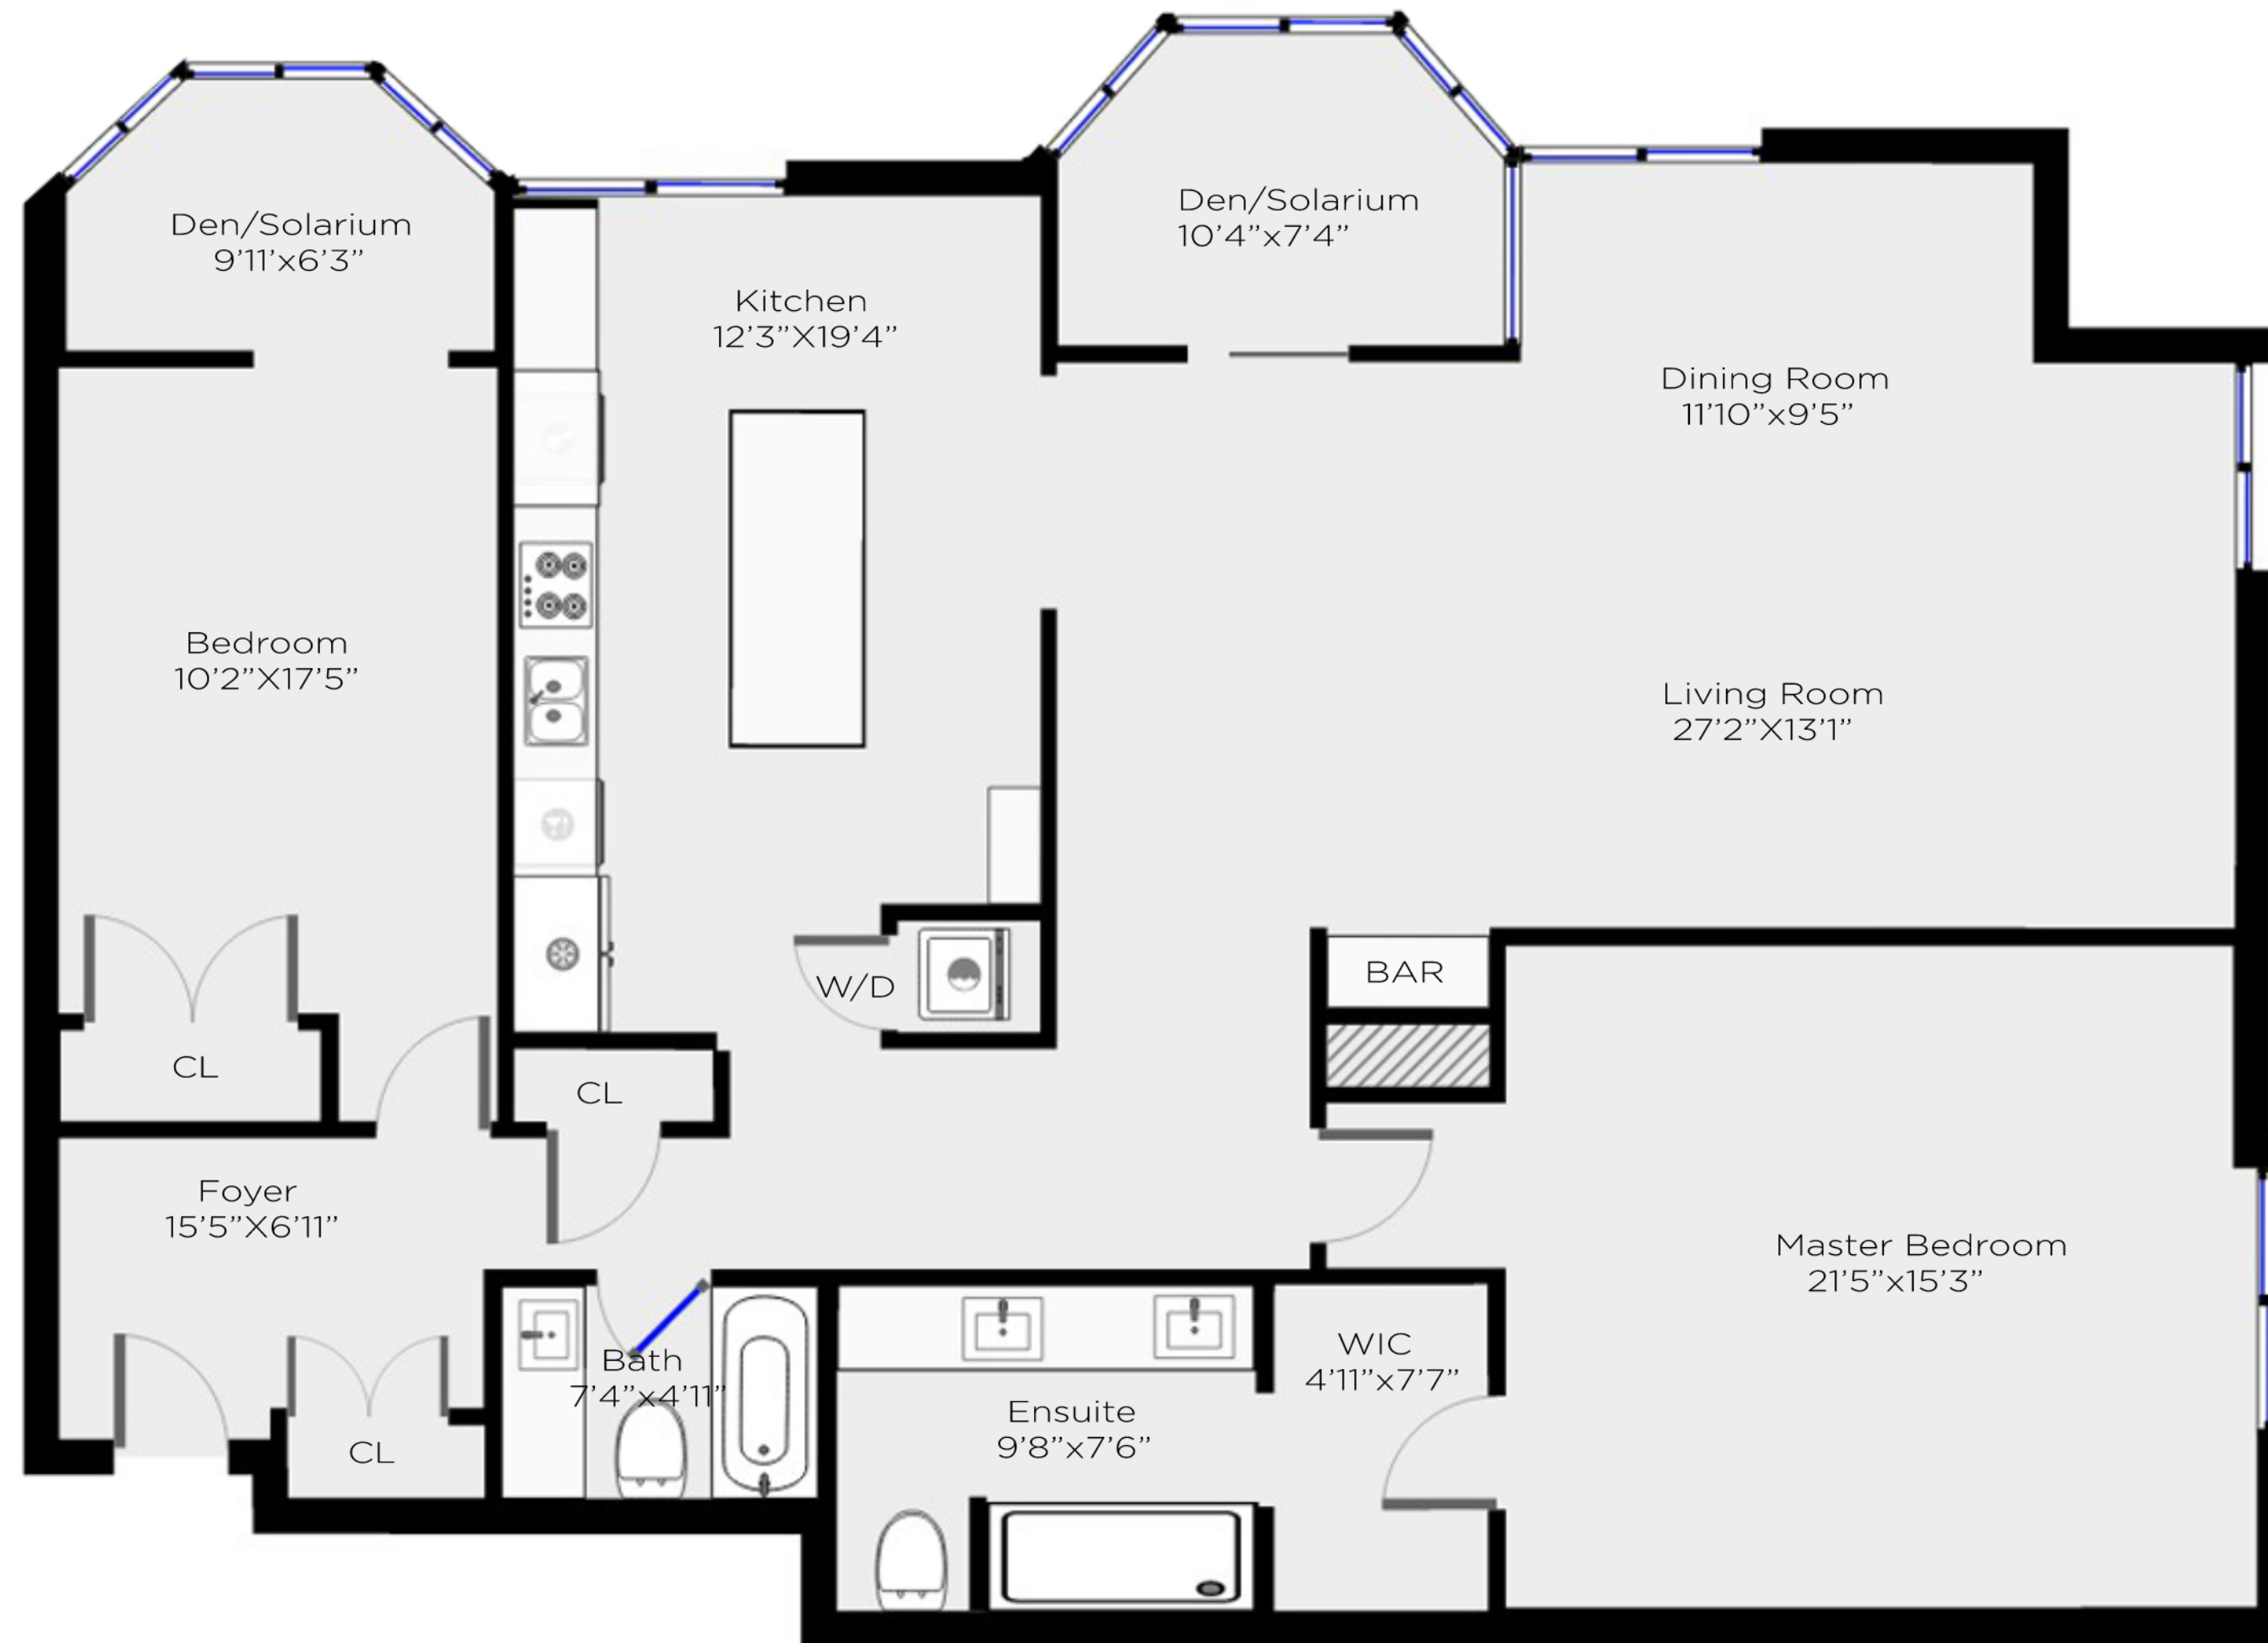 Den/Solarium
9’11’x6’3”
Kitchen
12’3”X19’4”
Den/Solarium
10’4”x7’4”
Dining Room
11’10”x9’5”
Bedroom
10’2”X17’5”
Living Room
27’2”X13’1”
W/D
BAR
CL
CL
Foyer
15’5”X6’11”
Master Bedroom
21’5”x15’3”
Bath
7’4”x4’11”
WIC
4’11”x7’7”
Ensuite
9’8”x7’6”
CL